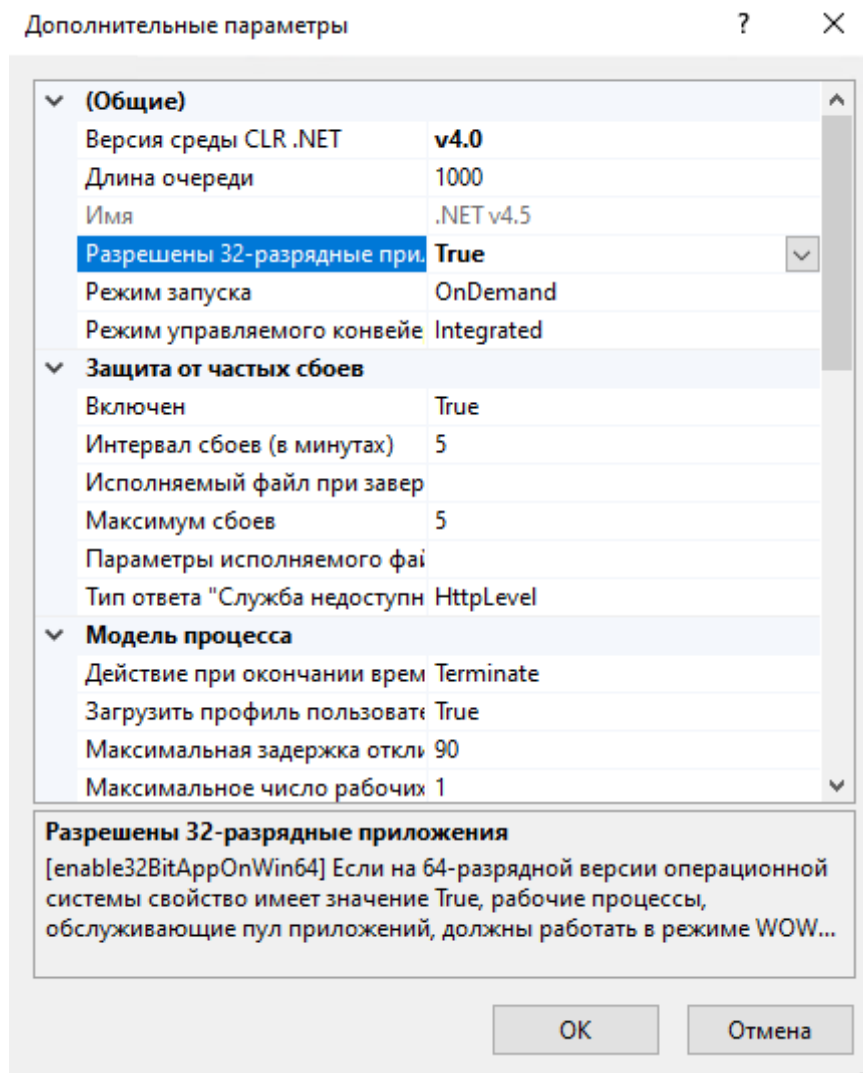 Дополнительные параметры ?
(Общие)
Версия среды CLR .NET v4.0
Длина очереди 1000
Имя .NET v4.5
Разрешены 32-разрядные при. True
Режим запуска OnDemand
Режим управляемого конвейе Integrated
Защита от частых сбоев
Включен True
Интервал сбоев (в минутах) 5
Исполняемый файл при завер
Максимум сбоев 5
Параметры исполняемого фай
Тип ответа "Служба недоступн HttpLevel
Модель процесса
Действие при окончании врем Terminate
Загрузить профиль пользовате True
Максимальная задержка откли 90
Максимальное число рабочих 1
Разрешены 32-разрядные приложения
[enable32BitAppOnWin64] Если на 64-разрядной версии операционной
системы свойство имеет значение True, рабочие процессы,
обслуживающие пул приложений, должны работать в режиме WOW...
ОК Отмена